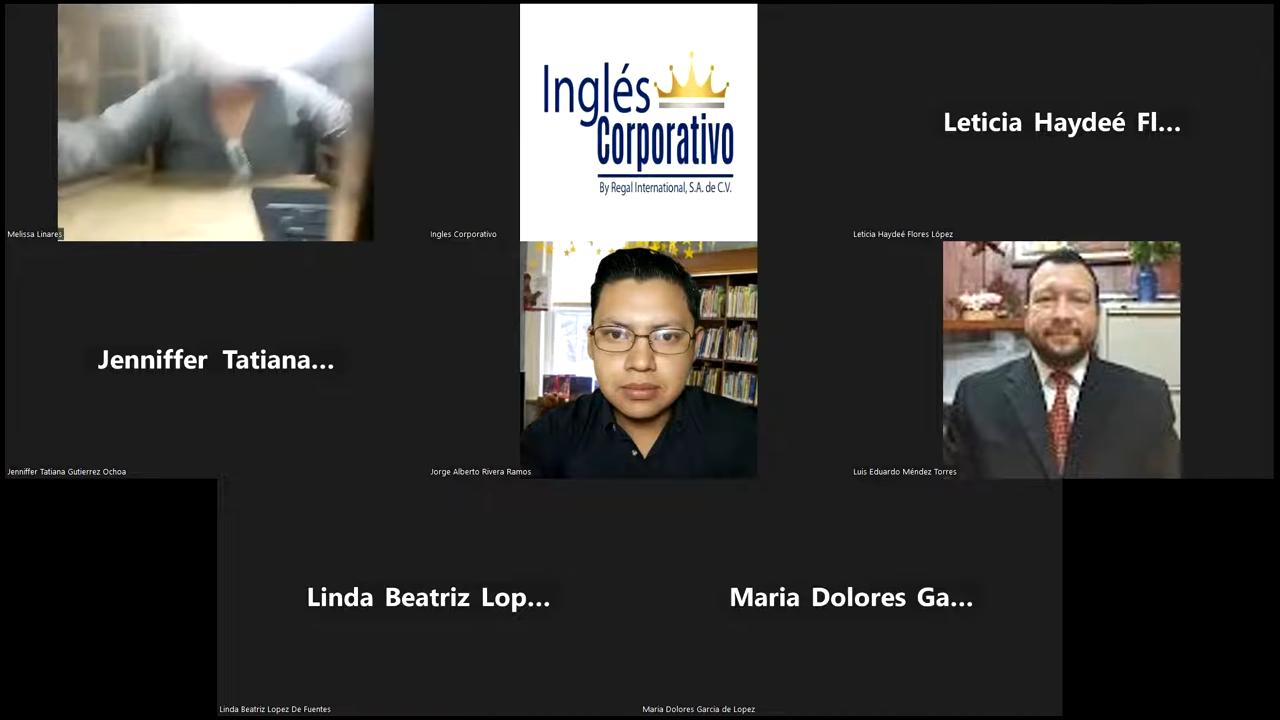 Inglés
Corporativo
By Regal International, S.A. de C.V.
Leticia Haydeé Fl...
Melissa Linares
Ingles Corporativo
Leticia Haydeé Flores López
Jenniffer Tatiana...
Jenniffer Tatiana Gutierrez Ochoa
Jorge Alberto Rivera Ramos
Luis Eduardo Méndez Torres
Linda Beatriz Lop...
Maria Dolores Ga...
Linda Beatriz Lopez De Fuentes
Maria Dolores Garcia de Lopez